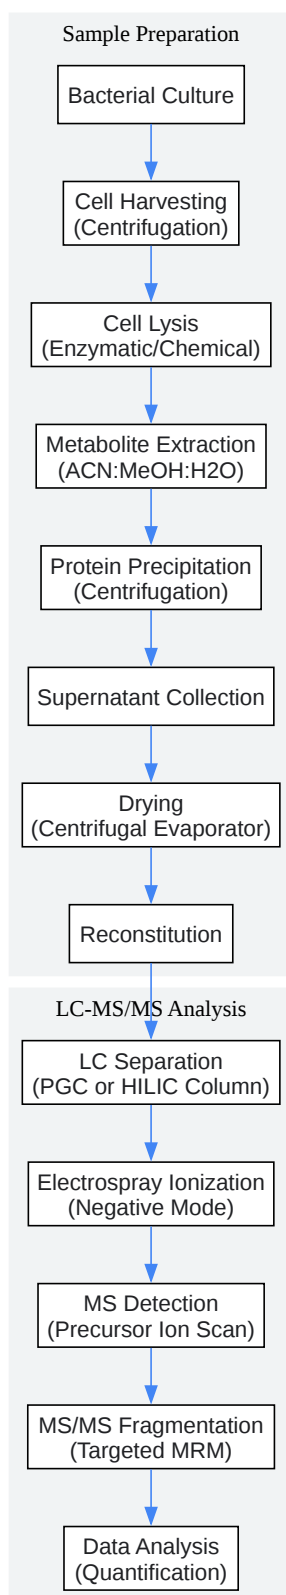 Sample Preparation
Bacterial Culture
Cell Harvesting
(Centrifugation)
Cell Lysis
(Enzymatic/Chemical)
Metabolite Extraction
(ACN:MeOH:H2O)
Protein Precipitation
(Centrifugation)
Supernatant Collection
Drying
(Centrifugal Evaporator)
Reconstitution
LC-MS/MS Analysis
LC Separation
(PGC or HILIC Column)
Electrospray Ionization
(Negative Mode)
MS Detection
(Precursor Ion Scan)
MS/MS Fragmentation
(Targeted MRM)
Data Analysis
(Quantification)